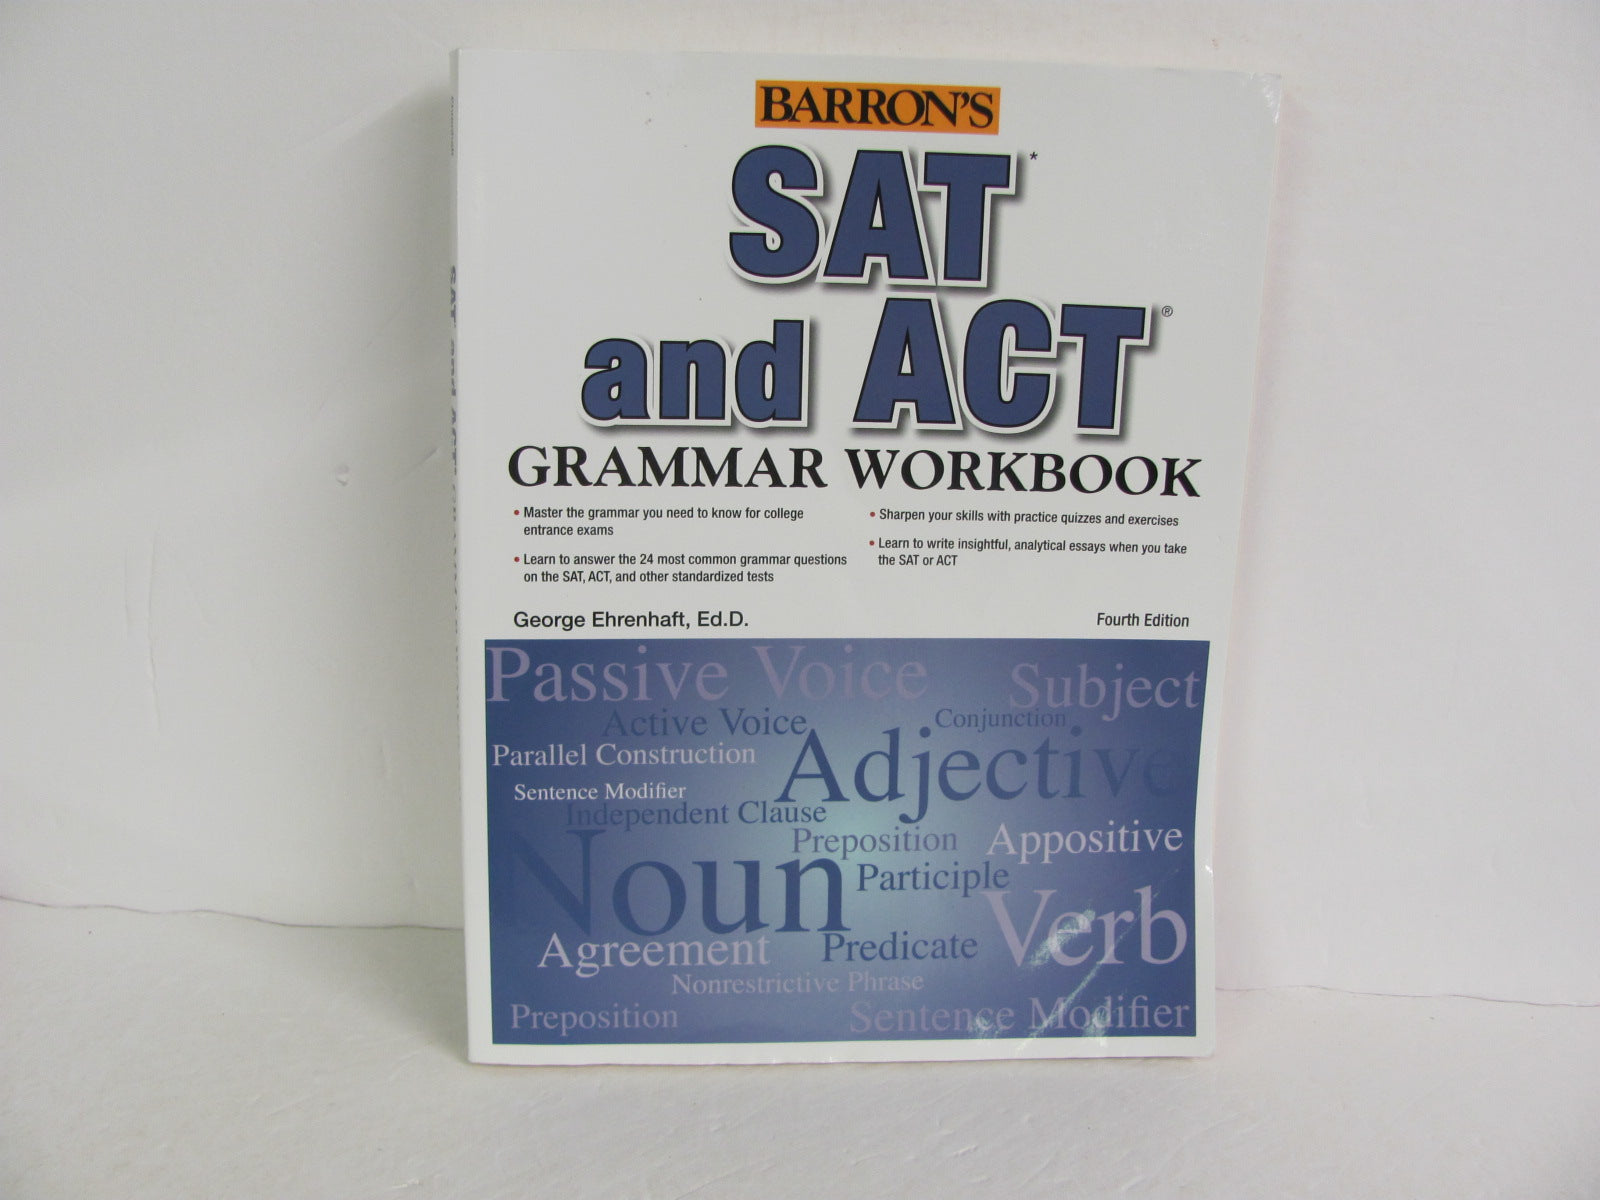 BARRON'S
SAT*
and ACT®
GRAMMAR WORKBOOK
• Master the grammar you need to know for college
entrance exams
• Learn to answer the 24 most common grammar questions
on the SAT, ACT, and other standardized tests
• Sharpen your skills with practice quizzes and exercises
• Learn to write insightful, analytical essays when you take
the SAT or ACT
George Ehrenhaft, Ed.D.
Fourth Edition
Passive Voice
Subject
Active Voice
Conjunction
Parallel Construction
Adjective
Sentence Modifier
Independent Clause
Preposition
Appositive
Noun
Participle
Verb
Agreement
Predicate
Nonrestrictive Phrase
Preposition
Sentence Modifier